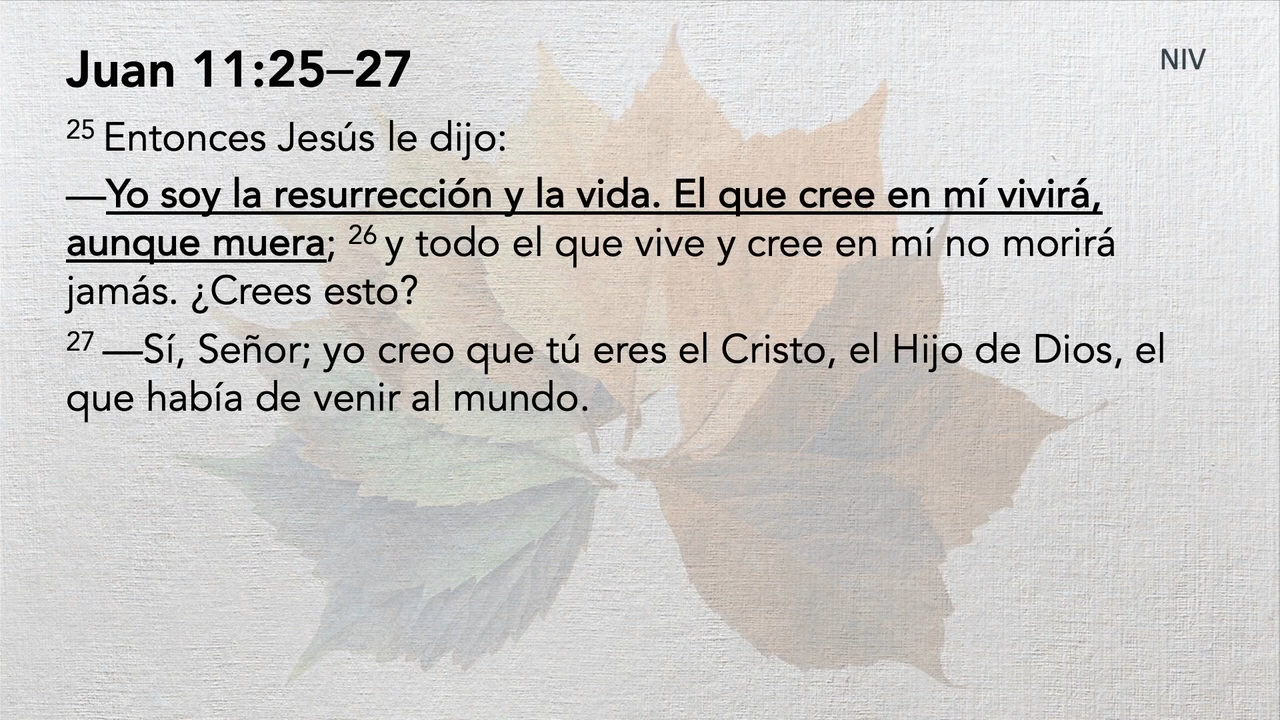 Juan 11:25–27
NIV
25 Entonces Jesús le dijo:
—Yo soy la resurrección y la vida. El que cree en mí vivirá,
aunque muera; 26 y todo el que vive y cree en mí no morirá
jamás. ¿Crees esto?
27 —Sí, Señor; yo creo que tú eres el Cristo, el Hijo de Dios, el
que había de venir al mundo.